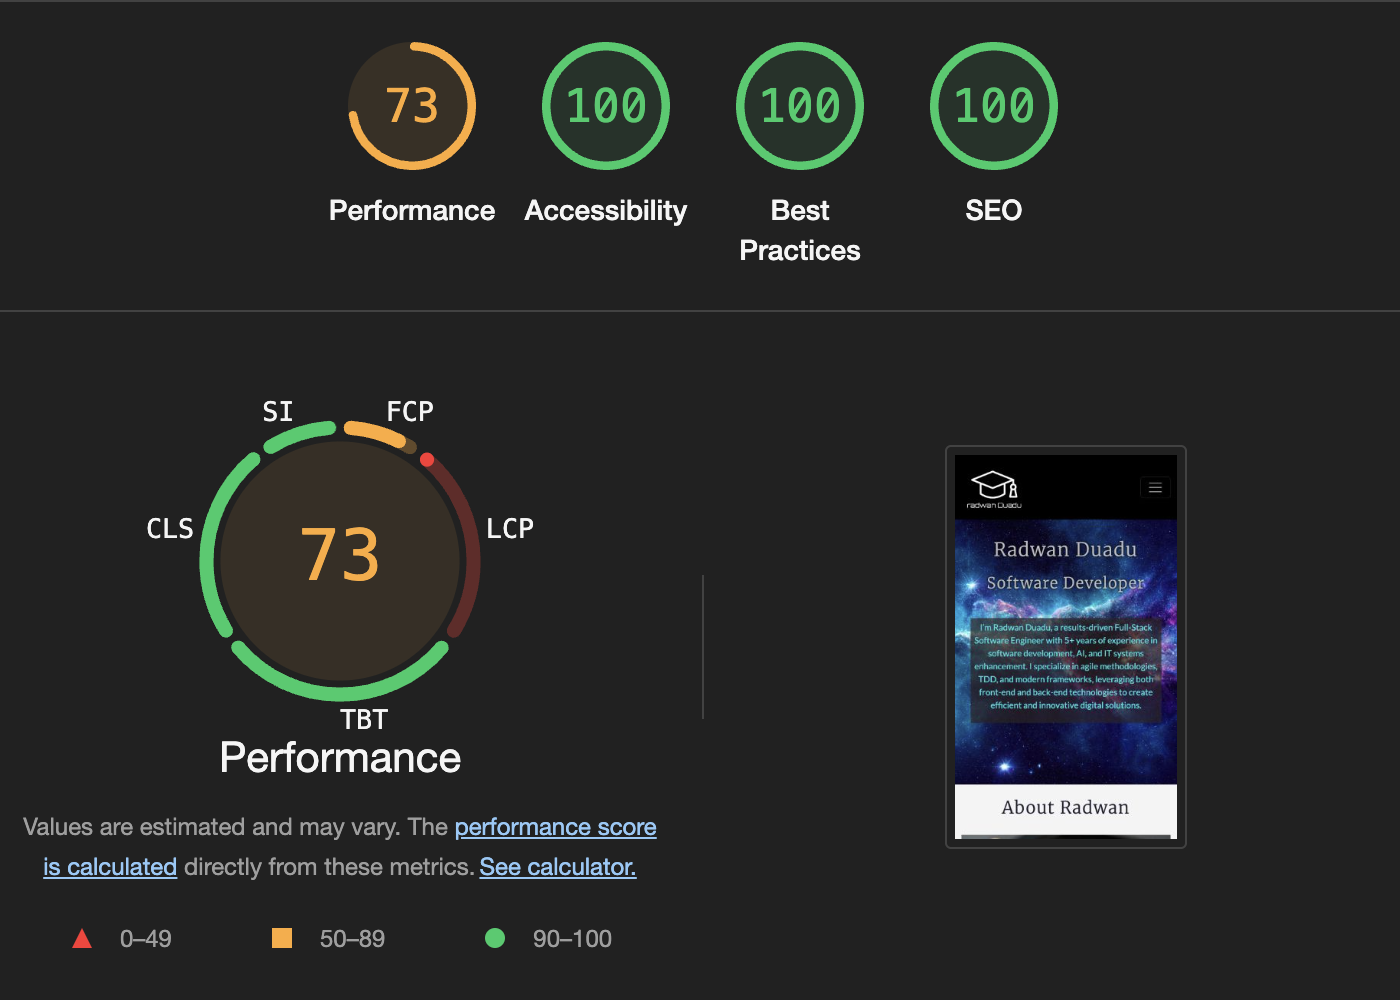 73
100
100
100
Performance
Accessibility
Best
Practices
SEO
SI
FCP
CLS
LCP
73
TBT
Performance
Values are estimated and may vary. The performance score
is calculated directly from these metrics. See calculator.
0–49
50–89
90–100
radwan Duadu
Radwan Duadu
Software Developer
I'm Radwan Duadu, a results-driven Full-Stack
Software Engineer with 5+ years of experience in
software development, AI, and IT systems
enhancement. I specialize in agile methodologies,
TDD, and modern frameworks, leveraging both
front-end and back-end technologies to create
efficient and innovative digital solutions.
About Radwan